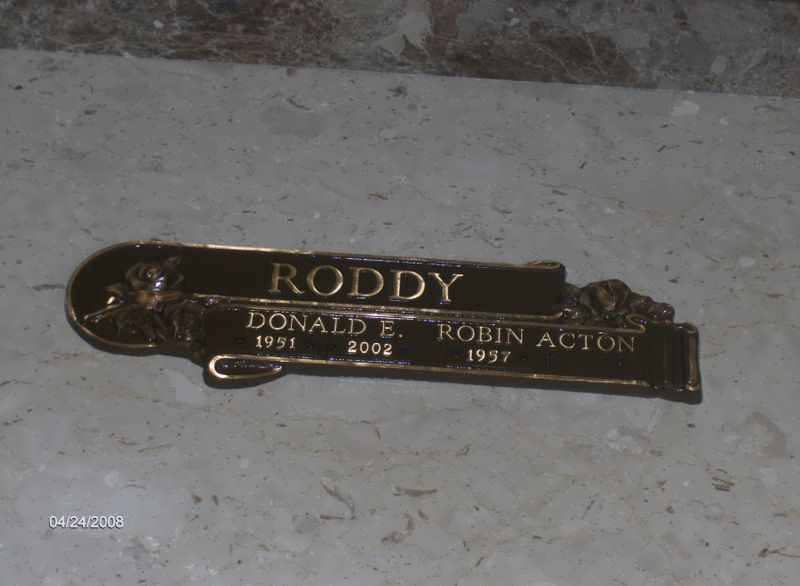 RODDY
DONALD E. ROBIN ACTON
1951 2002 1957
04/24/2008